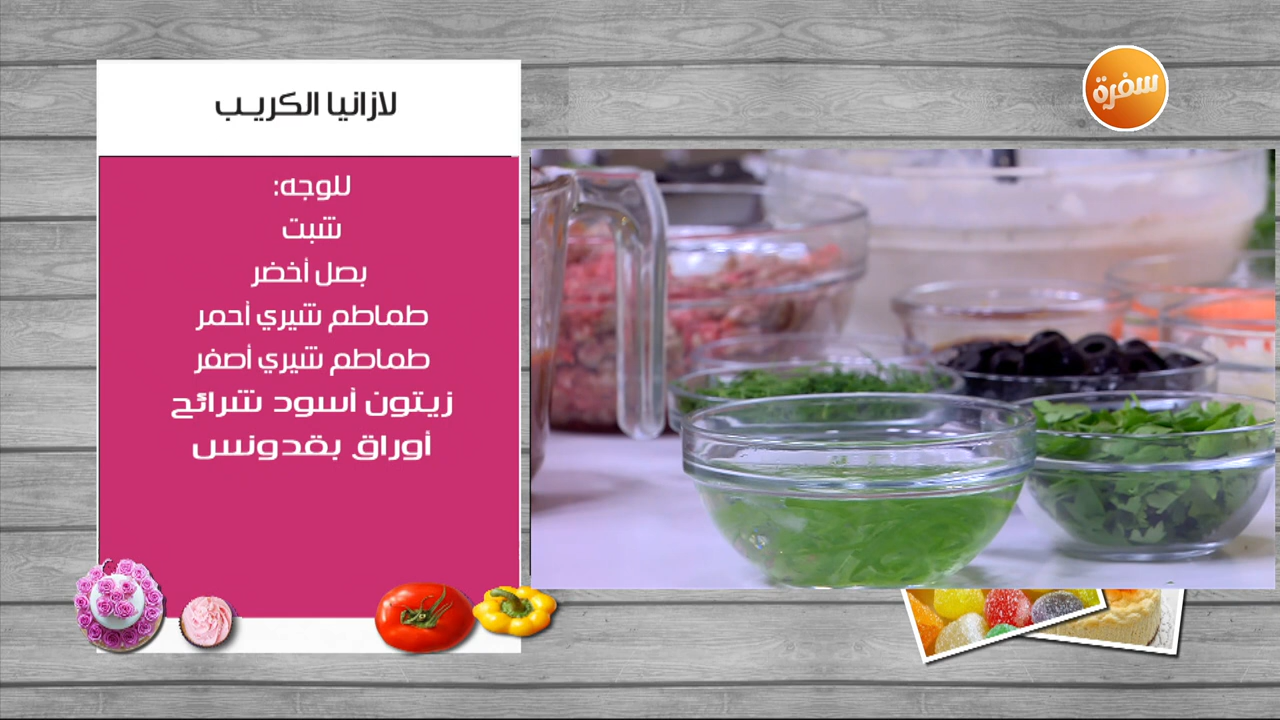 سفرة
لازانيا الكريب
للوجه:
شبت
بصل أخضر
طماطم شيري أحمر
طماطم شيري أصفر
زيتون أسود شرائح
أوراق بقدونس